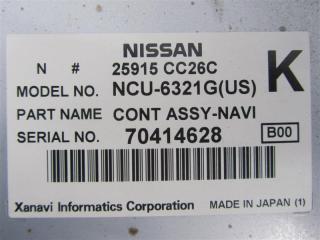 NISSAN
N # 25915 CC26C K
MODEL NO. NCU-6321G(US)
PART NAME CONT ASSY-NAVI
SERIAL NO. 70414628 B00
Xanavi Informatics Corporation MADE IN JAPAN (1)